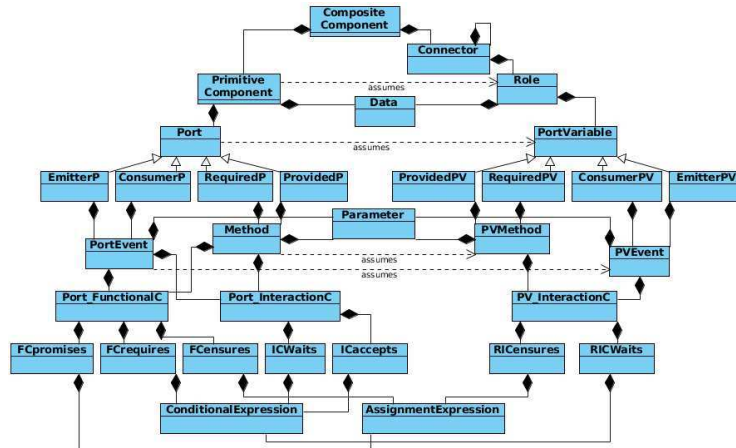 Composite
Component
Connector
Primitive
Component
assumes
Role
Data
Port
assumes
PortVariable
EmitterP
ConsumerP
RequiredP
ProvidedP
ProvidedPV
RequiredPV
ConsumerPV
EmitterPV
Parameter
Method
PVMethod
PortEvent
assumes
PVEvent
assumes
Port_FunctionalC
Port_InteractionC
PV_InteractionC
FCpromises
FCrequires
FCensures
ICWaits
ICaccepts
RICensures
RICWaits
ConditionalExpression
AssignmentExpression